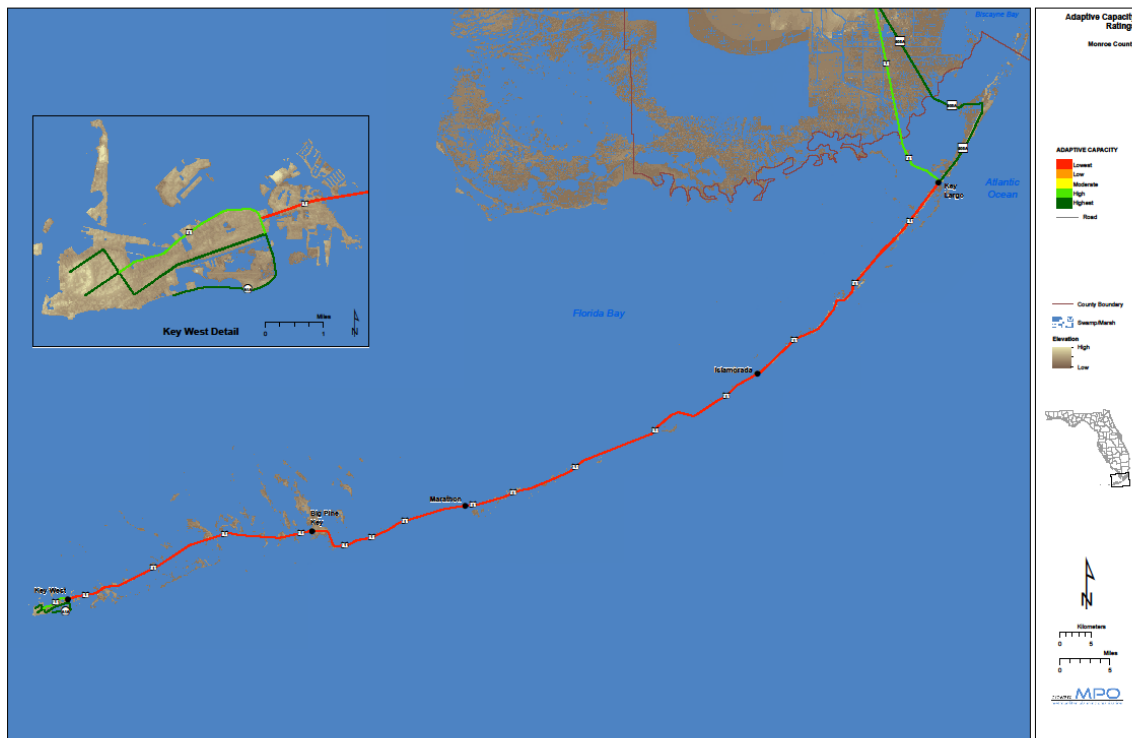 Biscayne Bay
Adaptive Capacity
Rating
Monroe Count
ADAPTIVE CAPACITY
Lowest
Low
Moderate
High
Highest
Road
County Boundary
Swamp/Marsh
Elevation
High
Low
Key
Largo
Atlantic
Ocean
Florida Bay
Islamorada
Marathon
Big Pine
Key
Key West
Key West Detail
Miles
0 1
N
N
Kilometers
0 5
Miles
0 5
MPO